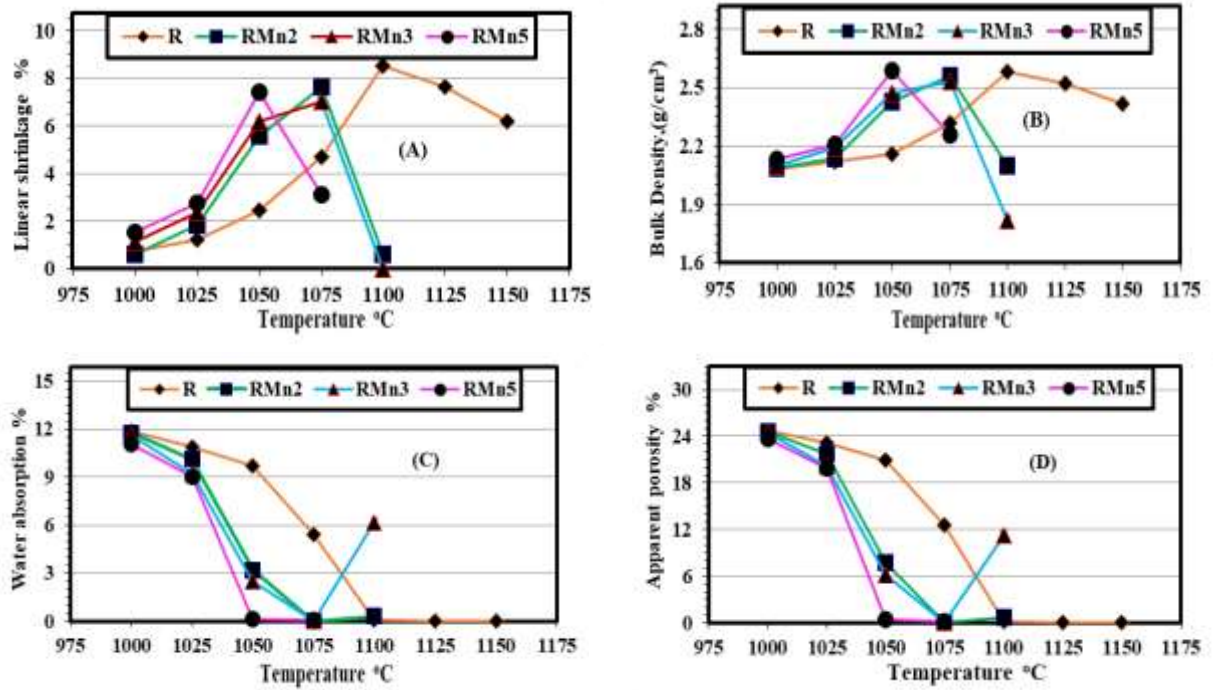 R RMn2 RMn3 RMn5
Linear shrinkage %
10
8
6
4
2
0
(A)
975 1000 1025 1050 1075 1100 1125 1150 1175
Temperature ºC
R RMn2 RMn3 RMn5
Bulk Density.(g/cm³)
2.8
2.5
2.2
1.9
1.6
(B)
975 1000 1025 1050 1075 1100 1125 1150 1175
Temperature ºC
R RMn2 RMn3 RMn5
Water absorption %
15
12
9
6
3
0
(C)
975 1000 1025 1050 1075 1100 1125 1150 1175
Temperature ºC
R RMn2 RMn3 RMn5
Apparent porosity %
30
24
18
12
6
0
(D)
975 1000 1025 1050 1075 1100 1125 1150 1175
Temperature ºC